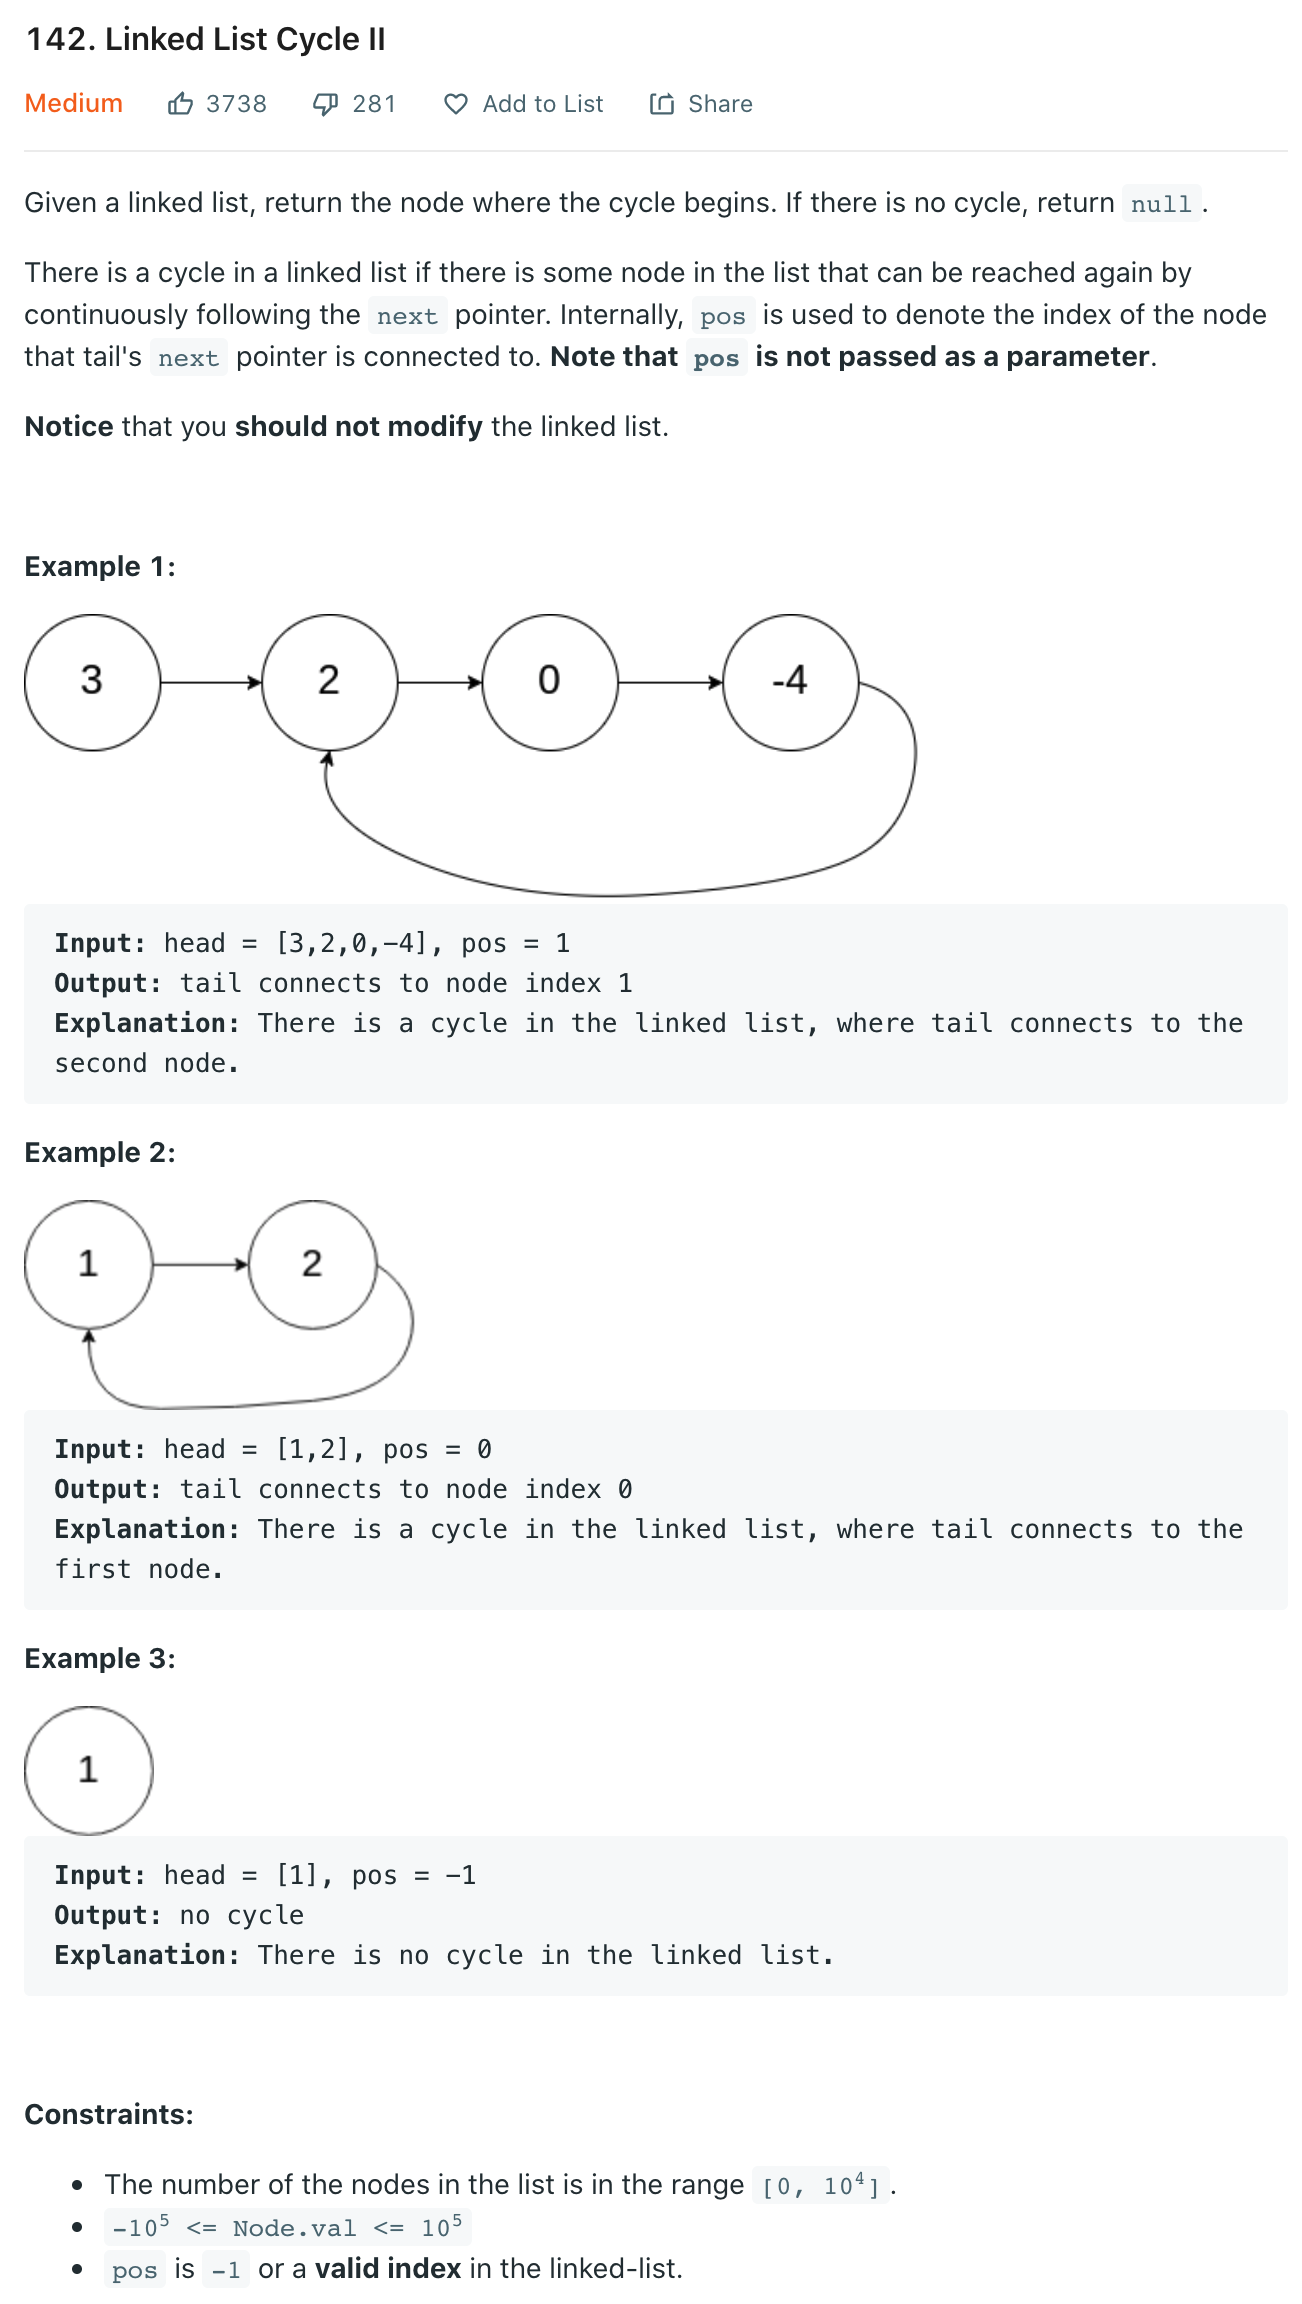 142. Linked List Cycle II
Medium 3738 281 Add to List Share
Given a linked list, return the node where the cycle begins. If there is no cycle, return null.
There is a cycle in a linked list if there is some node in the list that can be reached again by
continuously following the next pointer. Internally, pos is used to denote the index of the node
that tail's next pointer is connected to. Note that pos is not passed as a parameter.
Notice that you should not modify the linked list.
Example 1:
3 2 0 -4
Input: head = [3,2,0,-4], pos = 1
Output: tail connects to node index 1
Explanation: There is a cycle in the linked list, where tail connects to the
second node.
Example 2:
1 2
Input: head = [1,2], pos = 0
Output: tail connects to node index 0
Explanation: There is a cycle in the linked list, where tail connects to the
first node.
Example 3:
1
Input: head = [1], pos = -1
Output: no cycle
Explanation: There is no cycle in the linked list.
Constraints:
• The number of the nodes in the list is in the range [0, 10⁴].
• -10⁵ <= Node.val <= 10⁵
• pos is -1 or a valid index in the linked-list.